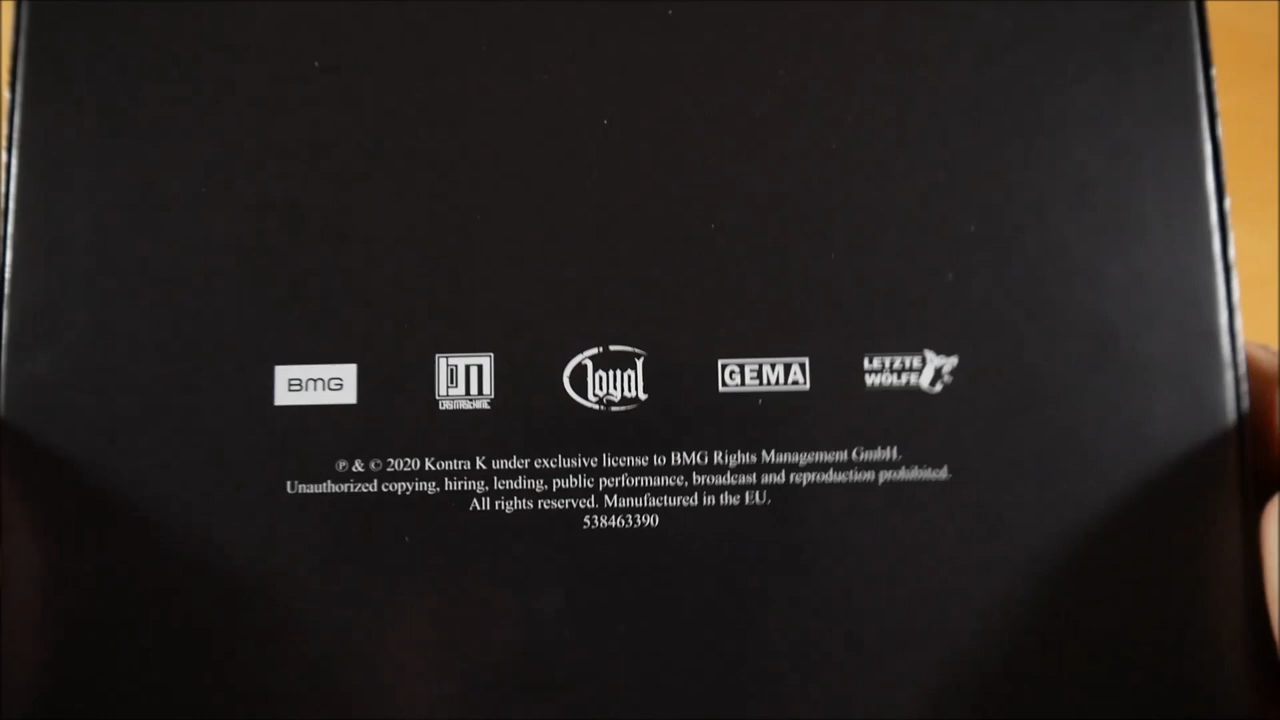 BMG
Loyal
GEMA
LETZTE
WÖLFE
℗ & © 2020 Kontra K under exclusive license to BMG Rights Management GmbH.
Unauthorized copying, hiring, lending, public performance, broadcast and reproduction prohibited.
All rights reserved. Manufactured in the EU.
538463390